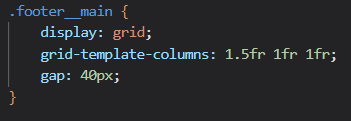 .footer__main {
    display: grid;
    grid-template-columns: 1.5fr 1fr 1fr;
    gap: 40px;
}